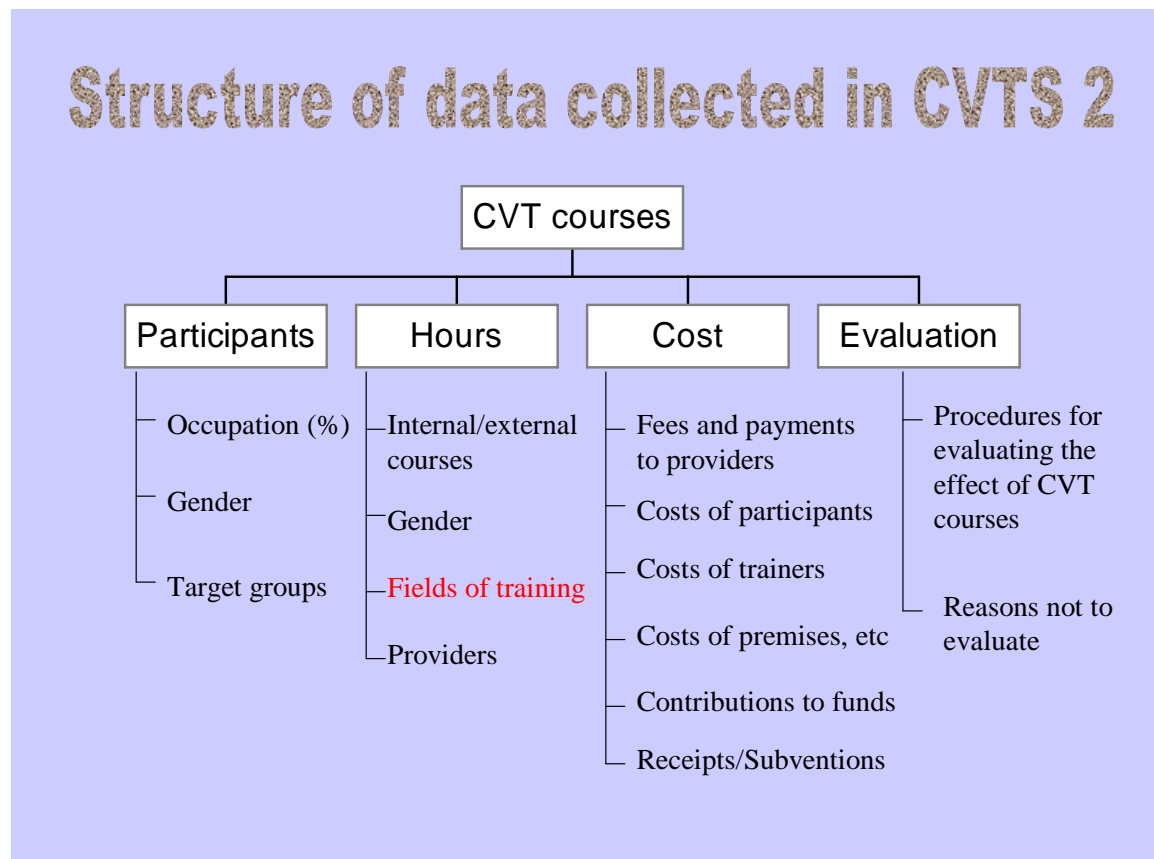 Structure of data collected in CVTS 2
CVT courses
Participants
Occupation (%)
Gender
Target groups
Hours
Internal/external
courses
Gender
Fields of training
Providers
Cost
Fees and payments
to providers
Costs of participants
Costs of trainers
Costs of premises, etc
Contributions to funds
Receipts/Subventions
Evaluation
Procedures for
evaluating the
effect of CVT
courses
Reasons not to
evaluate